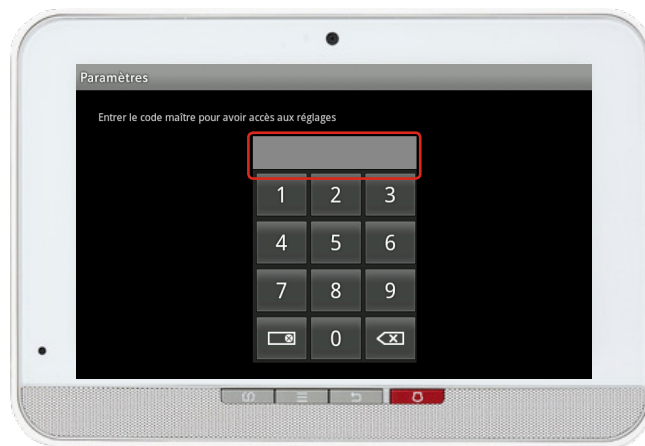 Paramètres
Entrer le code maître pour avoir accès aux réglages
1 2 3
4 5 6
7 8 9
0